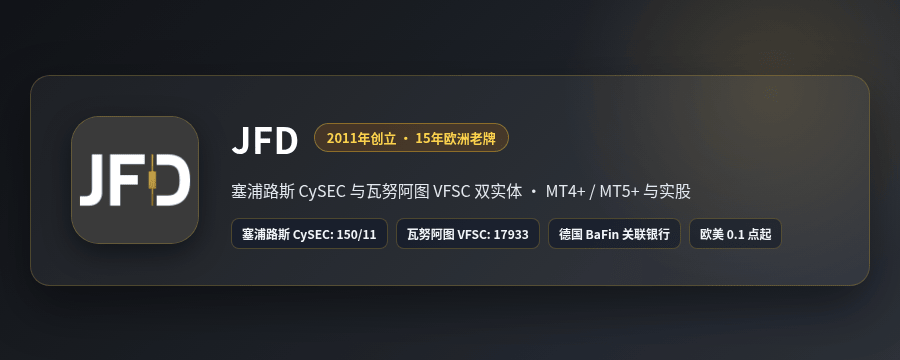 JFD
JFD
2011年创立 · 15年欧洲老牌
塞浦路斯 CySEC 与瓦努阿图 VFSC 双实体 · MT4+ / MT5+ 与实股
塞浦路斯 CySEC: 150/11
瓦努阿图 VFSC: 17933
德国 BaFin 关联银行
欧美 0.1 点起